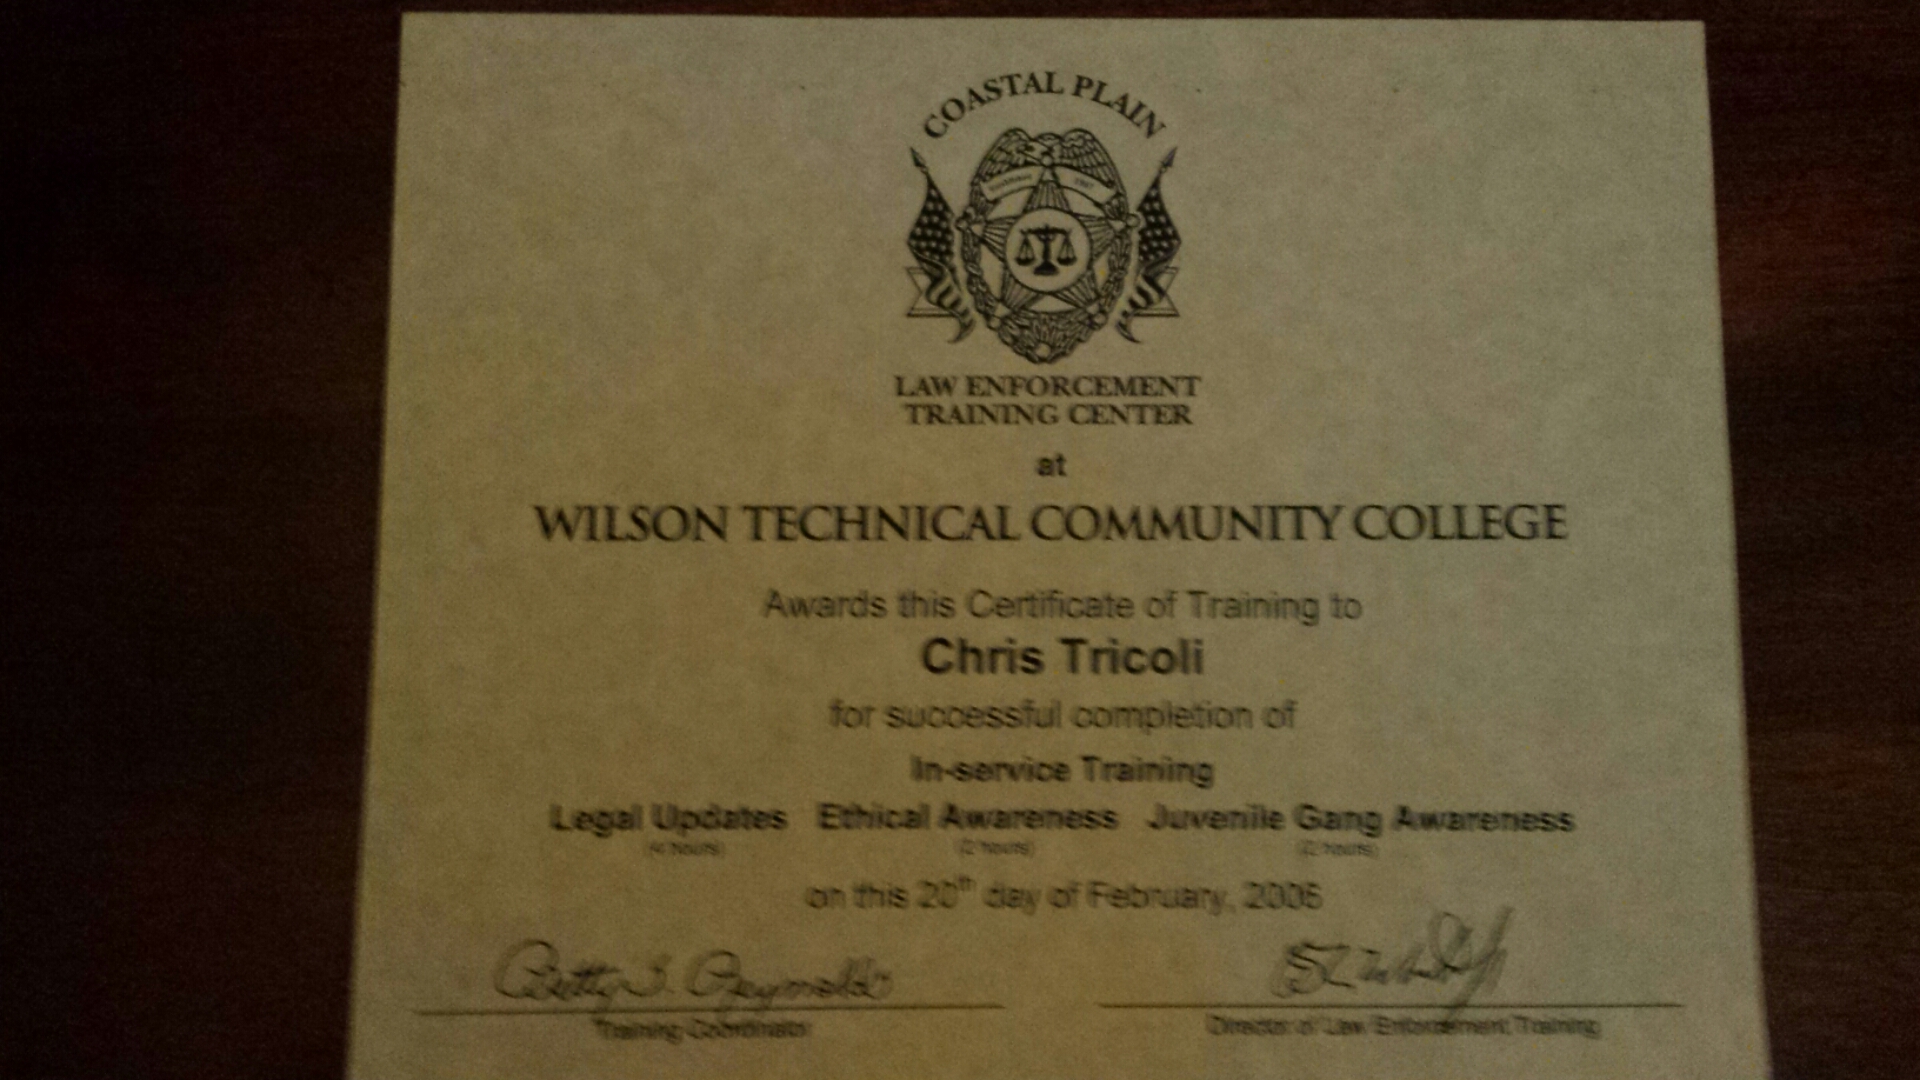 COASTAL PLAIN
LAW ENFORCEMENT
TRAINING CENTER
at
WILSON TECHNICAL COMMUNITY COLLEGE
Awards this Certificate of Training to
Chris Tricoli
for successful completion of
In-service Training
Legal Updates Ethical Awareness Juvenile Gang Awareness
(4 hours) (2 hours) (2 hours)
on this 20th day of February,
Betty J. Reynolds
Training Coordinator Director of Law Enforcement Training